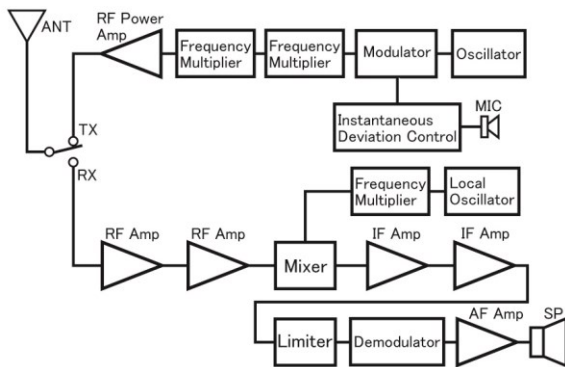 ANT
RF Power
Amp
Frequency
Multiplier
Frequency
Multiplier
Modulator
Oscillator
Instantaneous
Deviation Control
MIC
TX
RX
Frequency
Multiplier
Local
Oscillator
RF Amp
RF Amp
Mixer
IF Amp
IF Amp
Limiter
Demodulator
AF Amp
SP